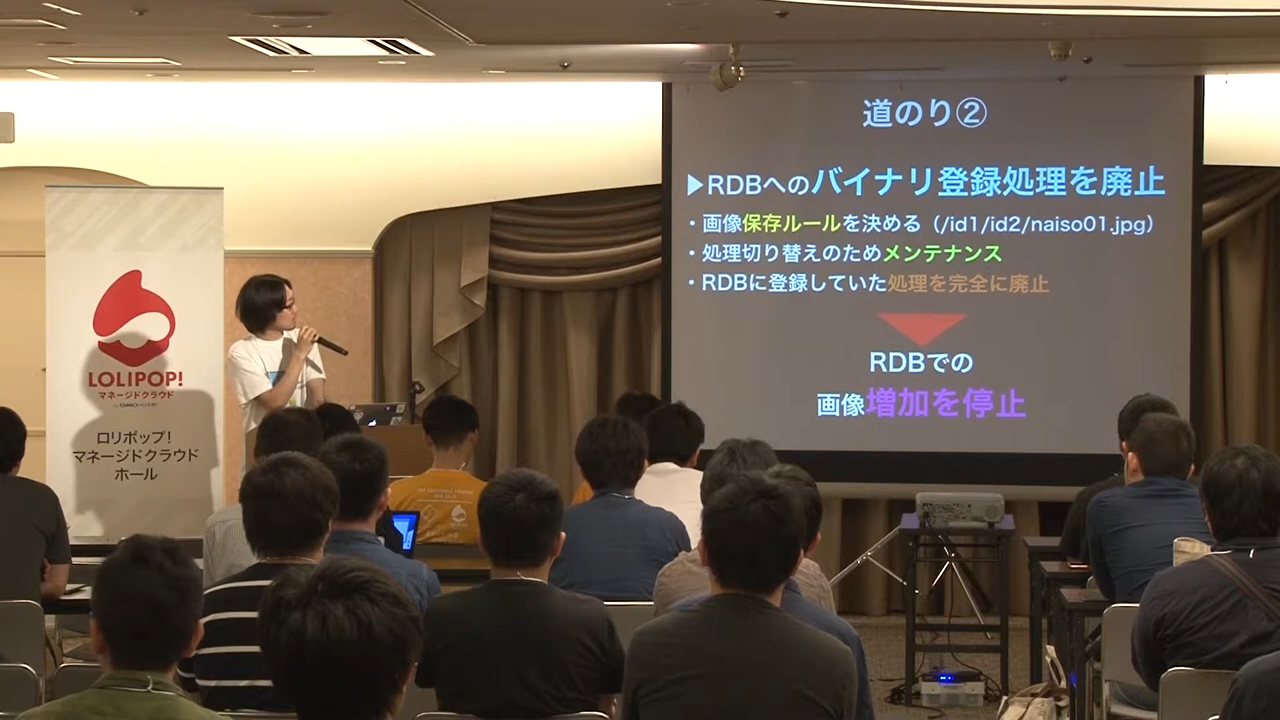 道のり②
▶RDBへのバイナリ登録処理を廃止
・画像保存ルールを決める（/id1/id2/naiso01.jpg）
・処理切り替えのためメンテナンス
・RDBに登録していた処理を完全に廃止
RDBでの
画像増加を停止
LOLIPOP!
マネージドクラウド
ロリポップ！
マネージドクラウド
ホール